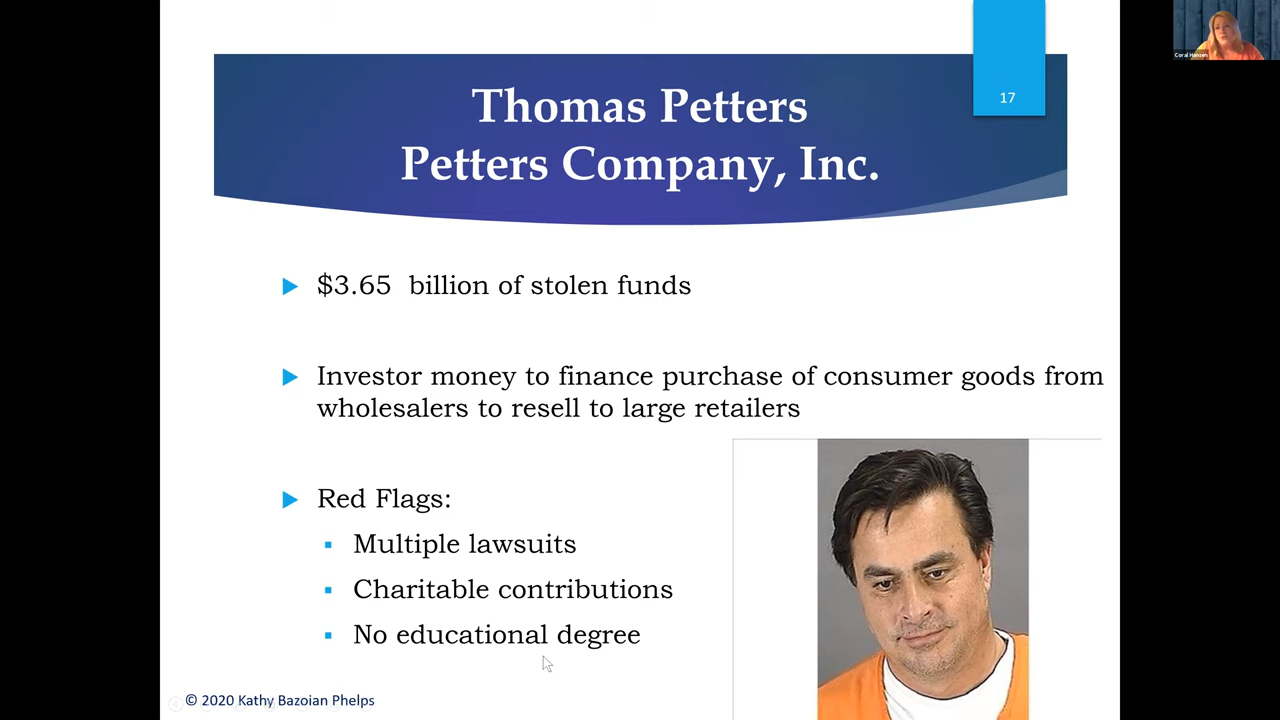 Coral Hansen
17
Thomas Petters
Petters Company, Inc.
$3.65 billion of stolen funds
Investor money to finance purchase of consumer goods from
wholesalers to resell to large retailers
Red Flags:
Multiple lawsuits
Charitable contributions
No educational degree
© 2020 Kathy Bazoian Phelps